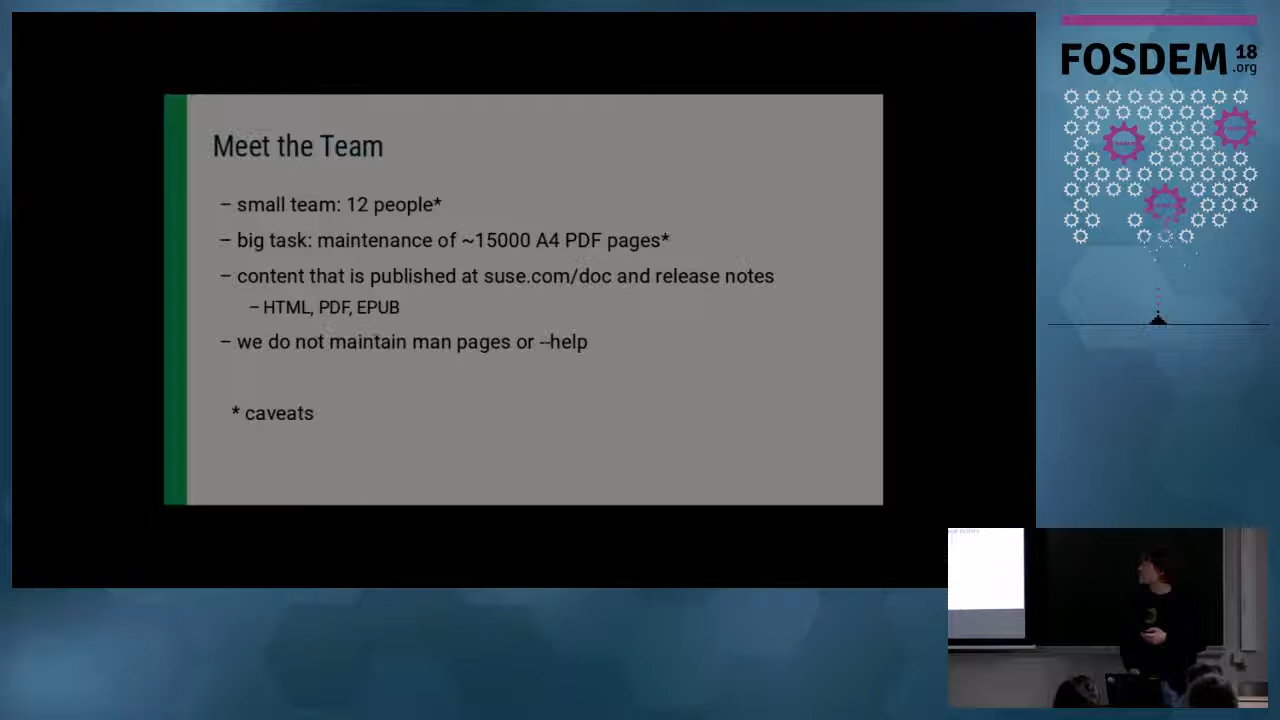 Meet the Team
– small team: 12 people*
– big task: maintenance of ~15000 A4 PDF pages*
– content that is published at suse.com/doc and release notes
– HTML, PDF, EPUB
– we do not maintain man pages or --help
* caveats
FOSDEM 18
.org